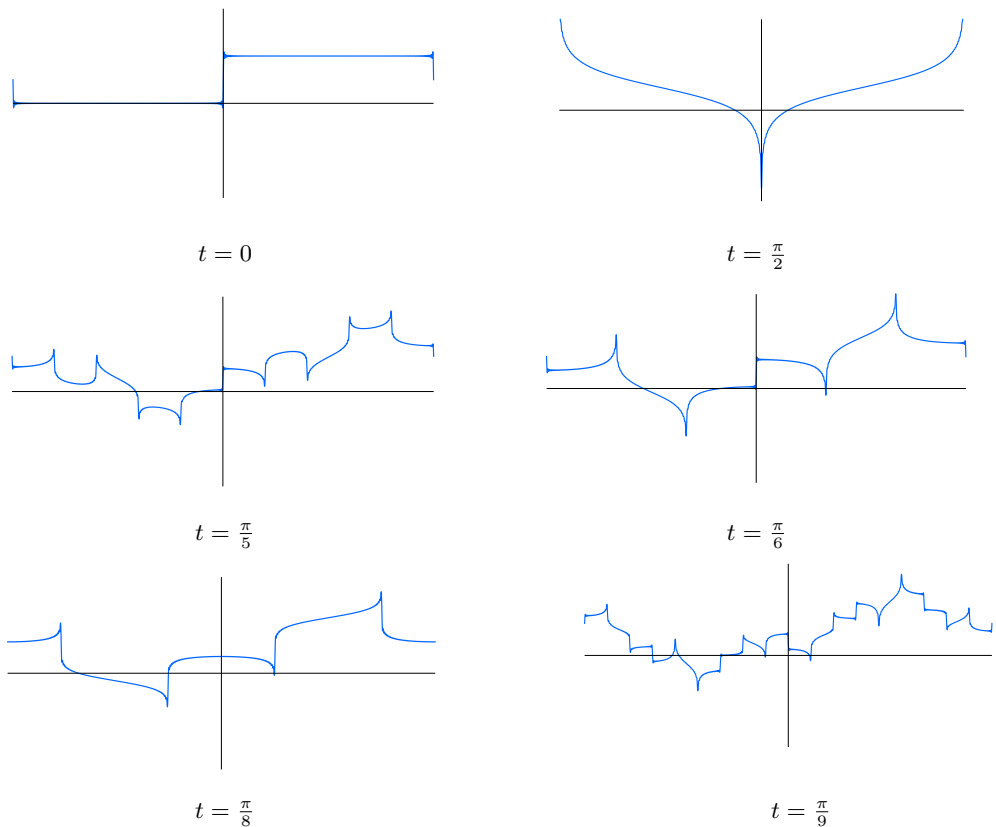 t = 0
t = π/2
t = π/5
t = π/6
t = π/8
t = π/9